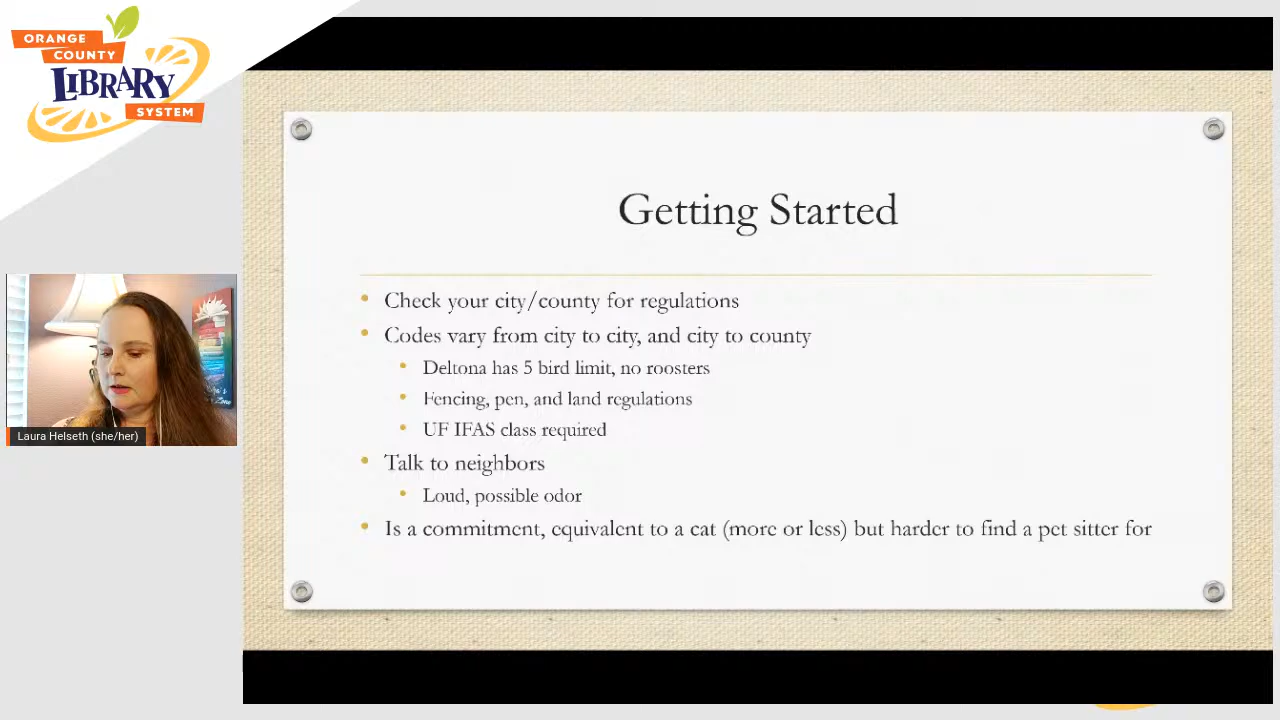 ORANGE
COUNTY
LIBRARY
SYSTEM
Getting Started
Check your city/county for regulations
Codes vary from city to city, and city to county
Deltona has 5 bird limit, no roosters
Fencing, pen, and land regulations
UF IFAS class required
Talk to neighbors
Loud, possible odor
Is a commitment, equivalent to a cat (more or less) but harder to find a pet sitter for
Laura Helseth (she/her)